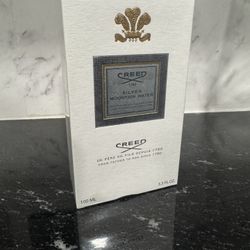 CREED
1760
SILVER
MOUNTAIN WATER
CREED
DE PÈRE EN FILS DEPUIS 1760
FROM FATHER TO SON SINCE 1760
100 ML
3.3 FL.OZ